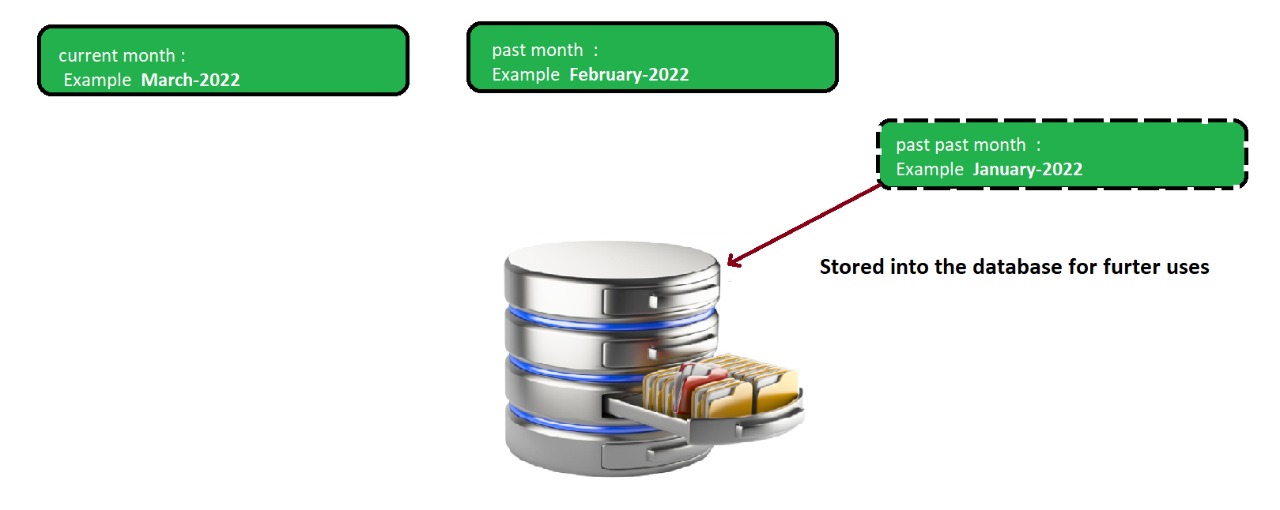 current month :
Example March-2022
past month :
Example February-2022
past past month :
Example January-2022
Stored into the database for furter uses